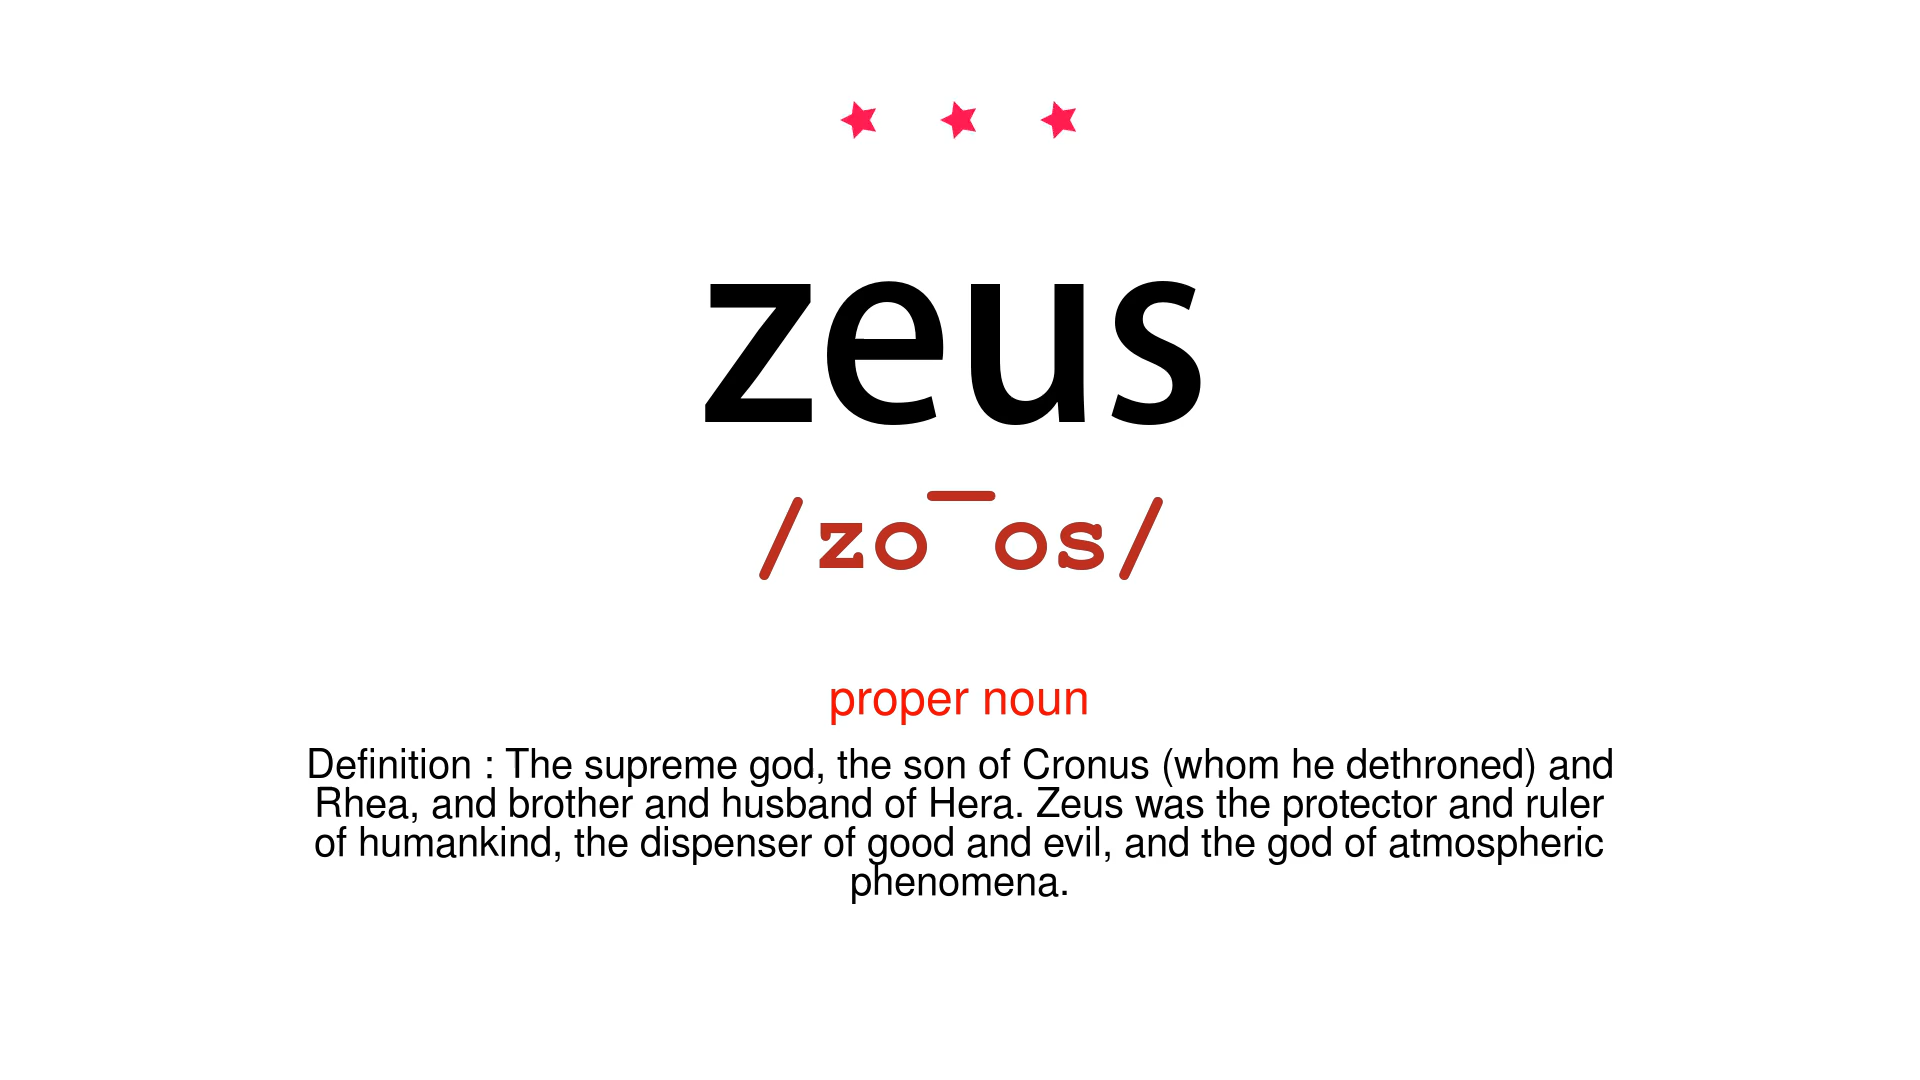 zeus
/zo‾os/
proper noun
Definition : The supreme god, the son of Cronus (whom he dethroned) and
Rhea, and brother and husband of Hera. Zeus was the protector and ruler
of humankind, the dispenser of good and evil, and the god of atmospheric
phenomena.